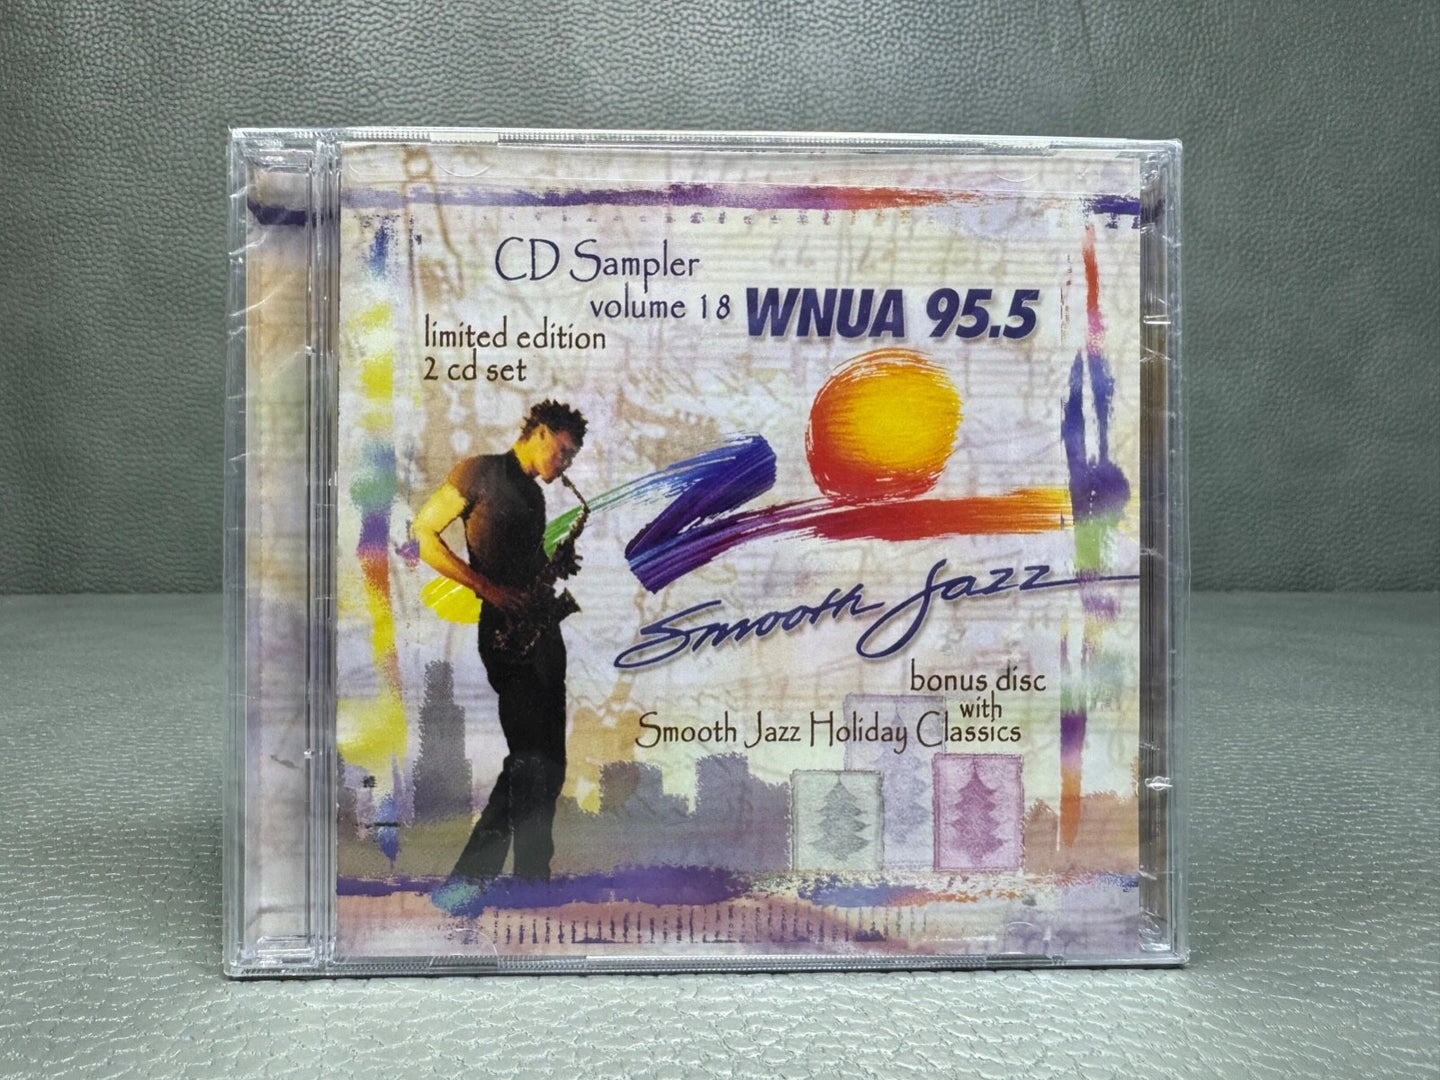 CD Sampler
volume 18
WNUA 95.5
limited edition
2 cd set
Smooth Jazz
bonus disc
with
Smooth Jazz Holiday Classics